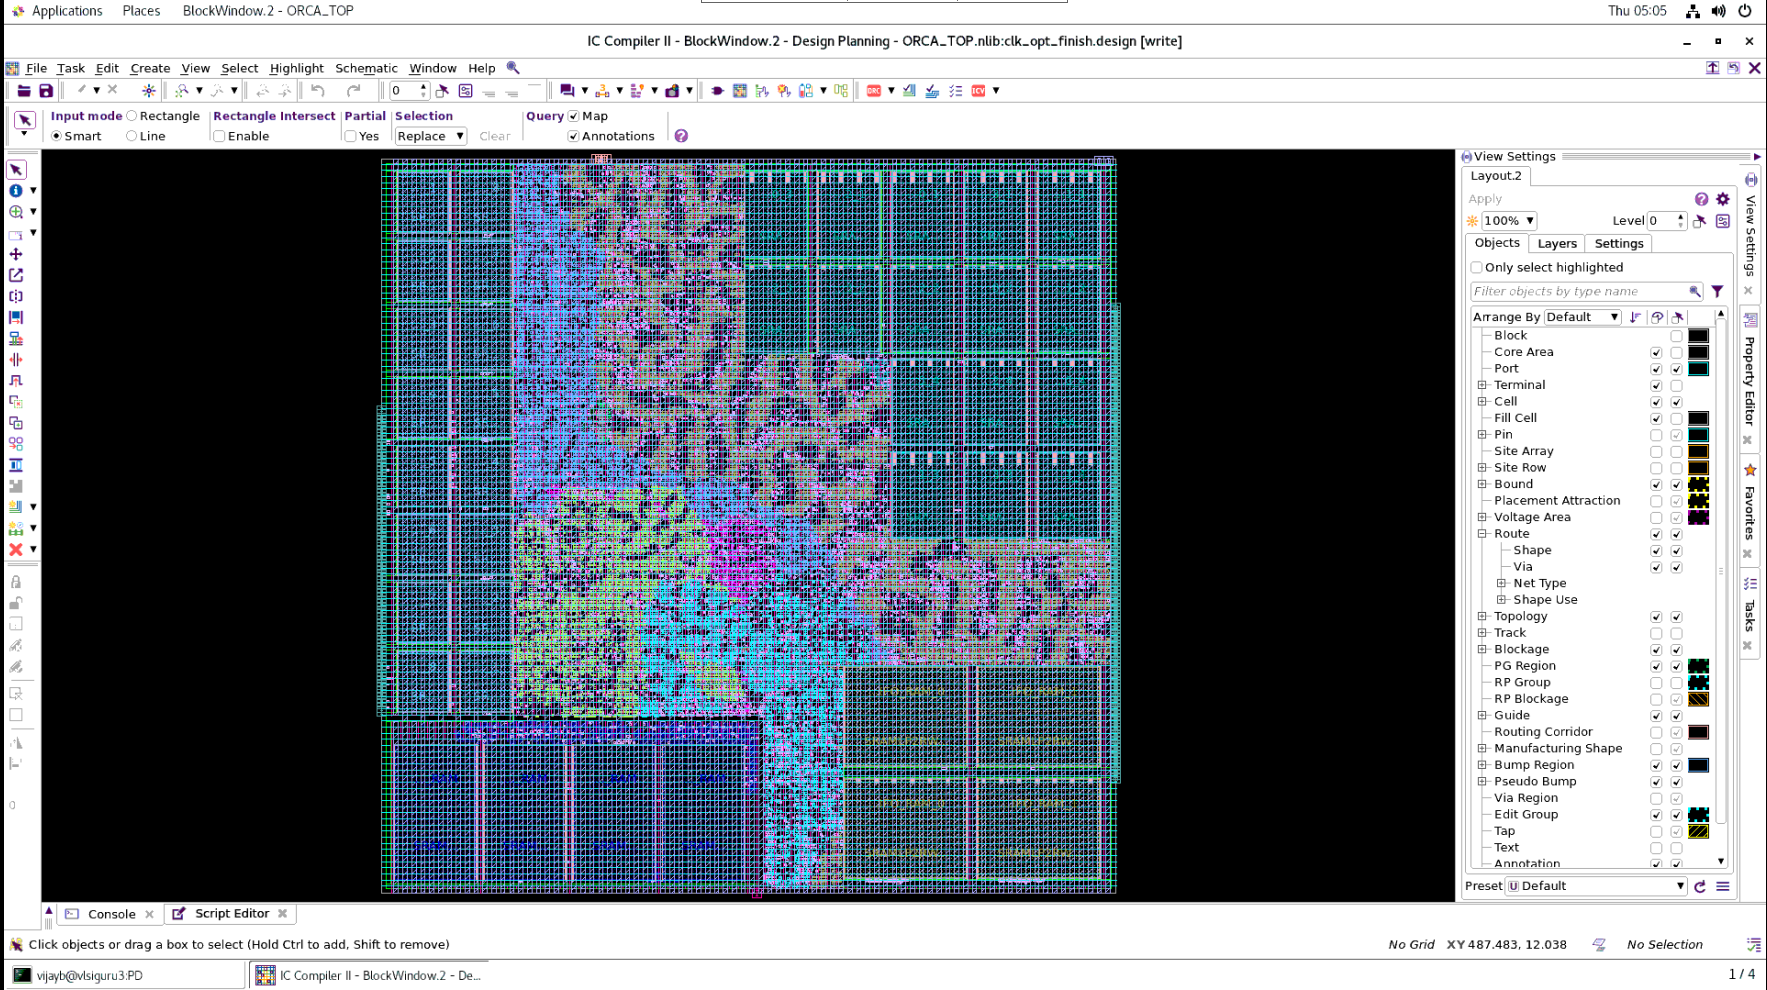 Applications Places BlockWindow.2 - ORCA_TOP Thu 05:05
IC Compiler II - BlockWindow.2 - Design Planning - ORCA_TOP.nlib:clk_opt_finish.design [write]
File Task Edit Create View Select Highlight Schematic Window Help
0 DRC ICV
Input mode Rectangle Rectangle Intersect Partial Selection Query Map
Smart Line Enable Yes Replace Clear Annotations
View Settings
Layout.2
Apply
100% Level 0
Objects Layers Settings
Only select highlighted
Filter objects by type name
Arrange By Default
Block
Core Area
Port
Terminal
Cell
Fill Cell
Pin
Site Array
Site Row
Bound
Placement Attraction
Voltage Area
Route
Shape
Via
Net Type
Shape Use
Topology
Track
Blockage
PG Region
RP Group
RP Blockage
Guide
Routing Corridor
Manufacturing Shape
Bump Region
Pseudo Bump
Via Region
Edit Group
Tap
Text
Annotation
Preset U Default
View Settings
Property Editor
Favorites
Tasks
Console Script Editor
Click objects or drag a box to select (Hold Ctrl to add, Shift to remove) No Grid XY 487.483, 12.038 No Selection
vijayb@vlsiguru3:PD IC Compiler II - BlockWindow.2 - De... 1 / 4